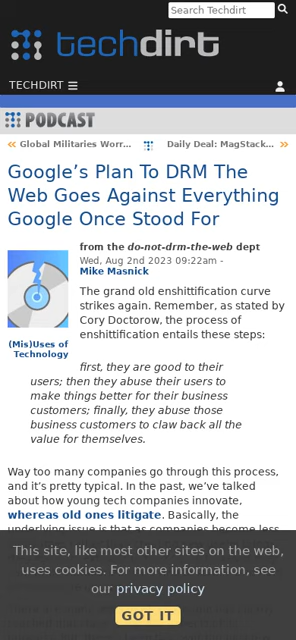 Search Techdirt
techdirt
TECHDIRT
PODCAST
Global Militaries Worr...
Daily Deal: MagStack...
Google's Plan To DRM The
Web Goes Against Everything
Google Once Stood For
(Mis)Uses of
Technology
from the do-not-drm-the-web dept
Wed, Aug 2nd 2023 09:22am -
Mike Masnick
The grand old enshittification curve
strikes again. Remember, as stated by
Cory Doctorow, the process of
enshittification entails these steps:
first, they are good to their
users; then they abuse their users to
make things better for their business
customers; finally, they abuse those
business customers to claw back all the
value for themselves.
Way too many companies go through this process,
and it's pretty typical. In the past, we've talked
about how young tech companies innovate,
whereas old ones litigate. Basically, the
underlying issue is that as companies become less
This site, like most other sites on the web,
uses cookies. For more information, see
our privacy policy
GOT IT